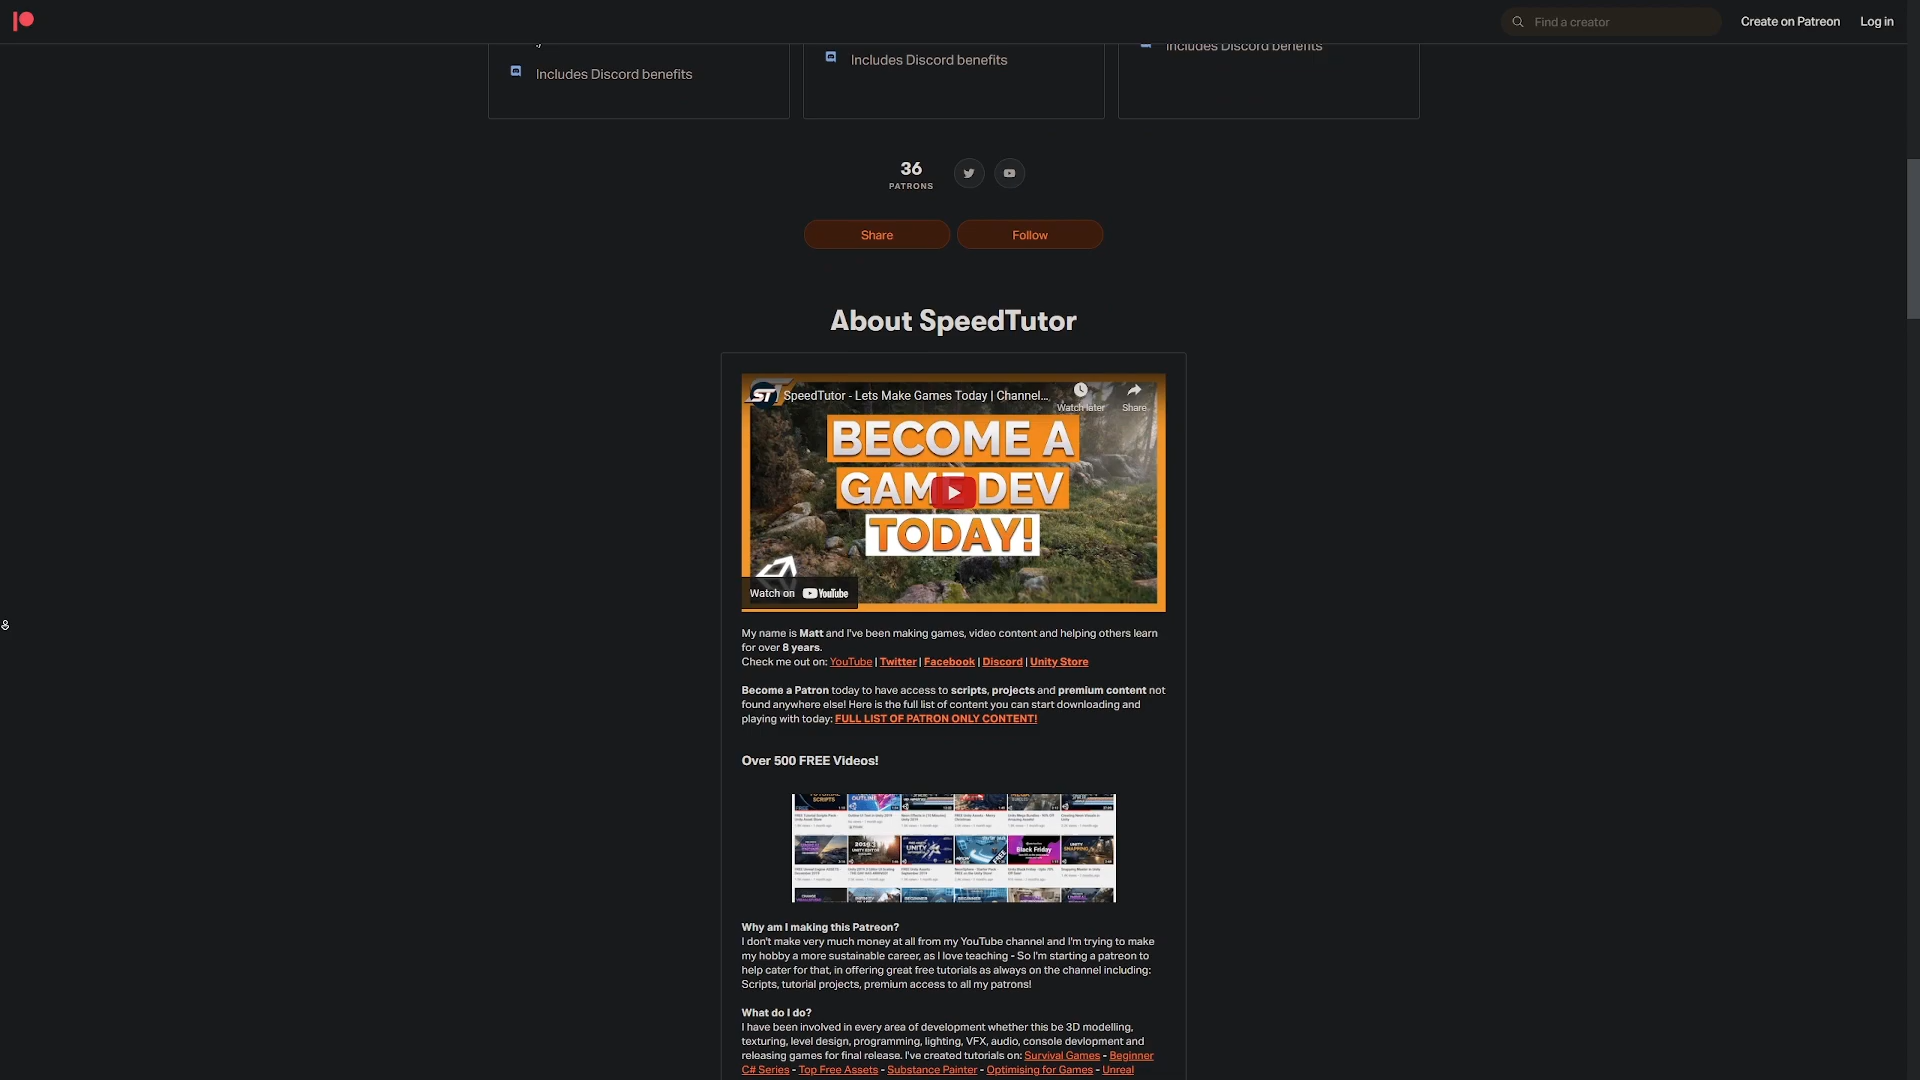 Find a creator
Create on Patreon
Log in
Includes Discord benefits
Includes Discord benefits
Includes Discord benefits
36
PATRONS
Share
Follow
About SpeedTutor
ST
SpeedTutor - Lets Make Games Today | Channel...
Watch later
Share
BECOME A
GAME DEV
TODAY!
Watch on YouTube
My name is Matt and I've been making games, video content and helping others learn
for over 8 years.
Check me out on: YouTube | Twitter | Facebook | Discord | Unity Store
Become a Patron today to have access to scripts, projects and premium content not
found anywhere else! Here is the full list of content you can start downloading and
playing with today: FULL LIST OF PATRON ONLY CONTENT!
Over 500 FREE Videos!
SCRIPTS
OUTLINE
UNITY
Black Friday
UNITY
SNAPPING
Why am I making this Patreon?
I don't make very much money at all from my YouTube channel and I'm trying to make
my hobby a more sustainable career, as I love teaching - So I'm starting a patreon to
help cater for that, in offering great free tutorials as always on the channel including:
Scripts, tutorial projects, premium access to all my patrons!
What do I do?
I have been involved in every area of development whether this be 3D modelling,
texturing, level design, programming, lighting, VFX, audio, console devlopment and
releasing games for final release. I've created tutorials on: Survival Games - Beginner
C# Series - Top Free Assets - Substance Painter - Optimising for Games - Unreal